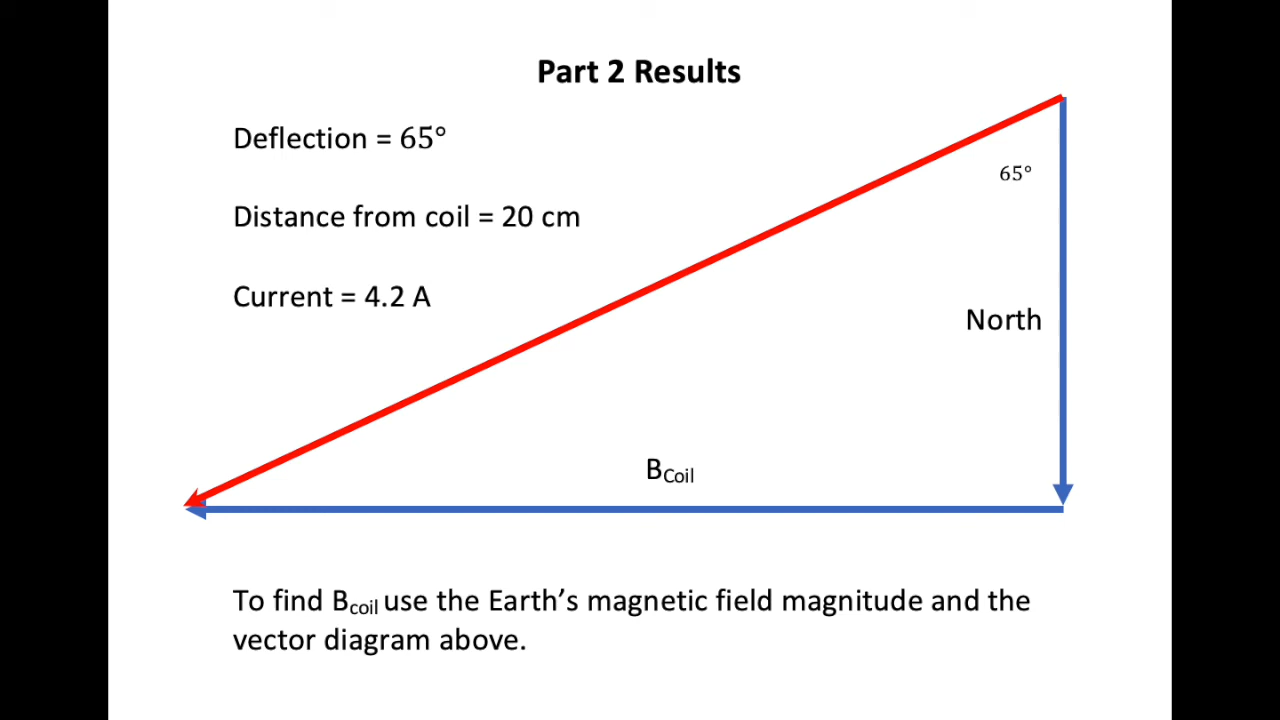 Part 2 Results
Deflection = 65°
65°
Distance from coil = 20 cm
Current = 4.2 A
North
BCoil
To find Bcoil use the Earth’s magnetic field magnitude and the
vector diagram above.